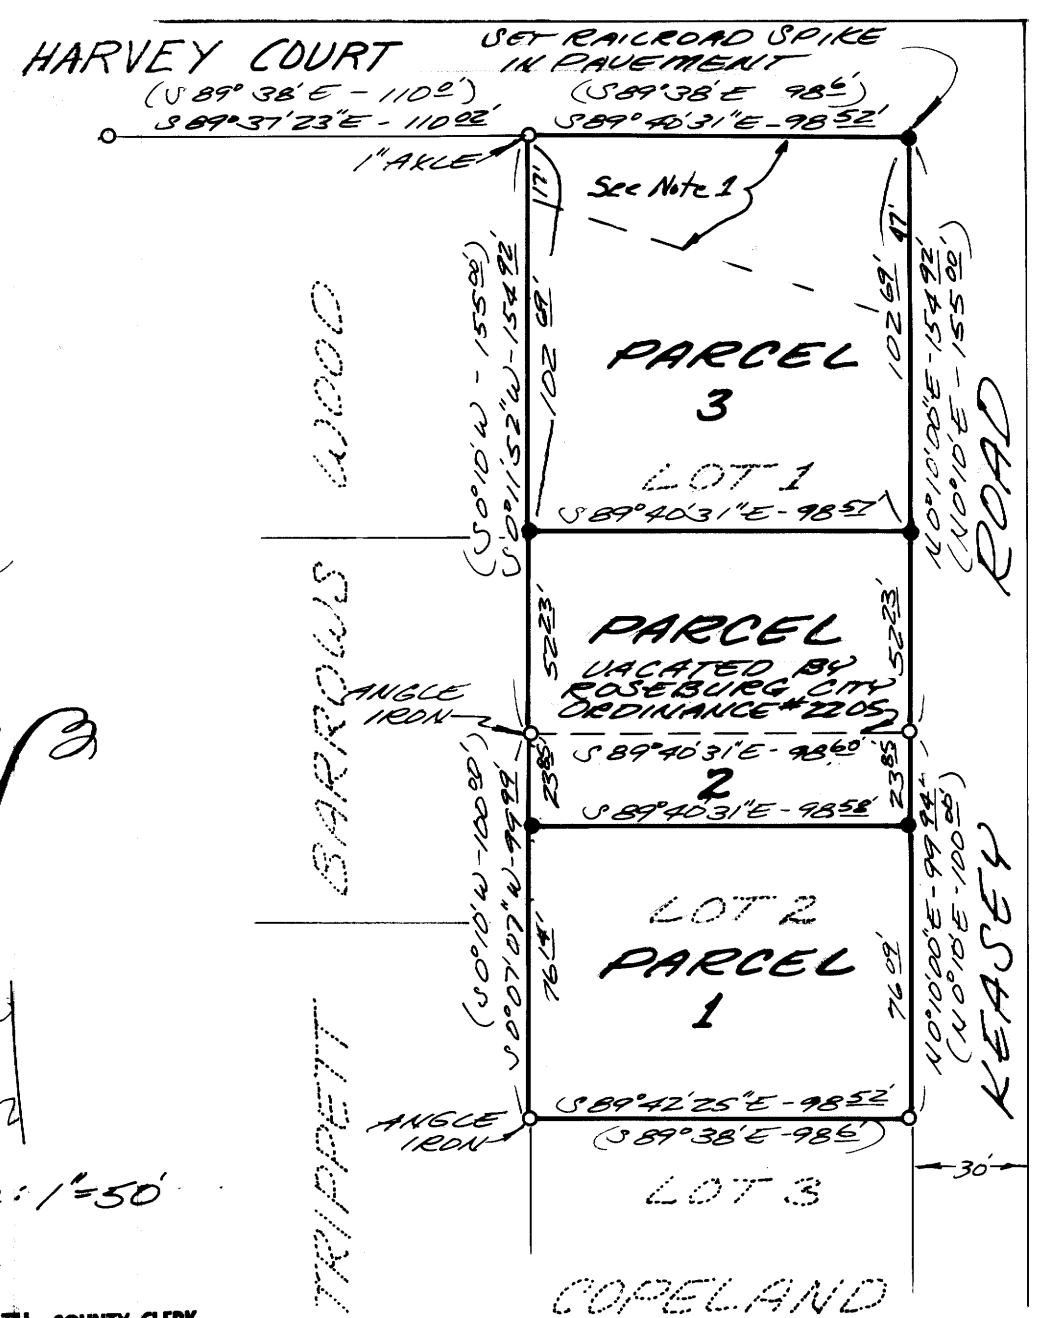 HARVEY COURT
SET RAILROAD SPIKE
IN PAVEMENT
(S 89° 38' E - 110 0')
S 89° 37' 23" E - 110 02'
(S 89° 38' E 98 6')
S 89° 40' 31" E - 98 52'
1" AXLE
See Note 1
17'
47'
102 69'
102 69'
(S 0° 10' W - 155 00')
S 0° 11' 52" W - 154 92'
N 0° 10' 00" E - 154 92'
(N 0° 10' E - 155 00')
WOOD
PARCEL
3
LOT 1
S 89° 40' 31" E - 98 57'
ROAD
BARROWS
52 23'
52 23'
PARCEL
VACATED BY
ROSEBURG CITY
ORDINANCE #2205
ANGLE
IRON
S 89° 40' 31" E - 98 60'
23 85'
23 85
2
S 89° 40' 31" E - 98 58'
(S 0° 10' W - 100 00')
S 0° 07' 07" W - 99 99'
N 0° 10' 00" E - 99 94'
(N 0° 10' E - 100 00')
LOT 2
PARCEL
1
76 14'
76 09'
KEASEY
S 89° 42' 25" E - 98 52'
(S 89° 38' E - 98 6')
ANGLE
IRON
30'
LOT 3
: 1" = 50'
TRIPPETT
COPELAND
COUNTY CLERK